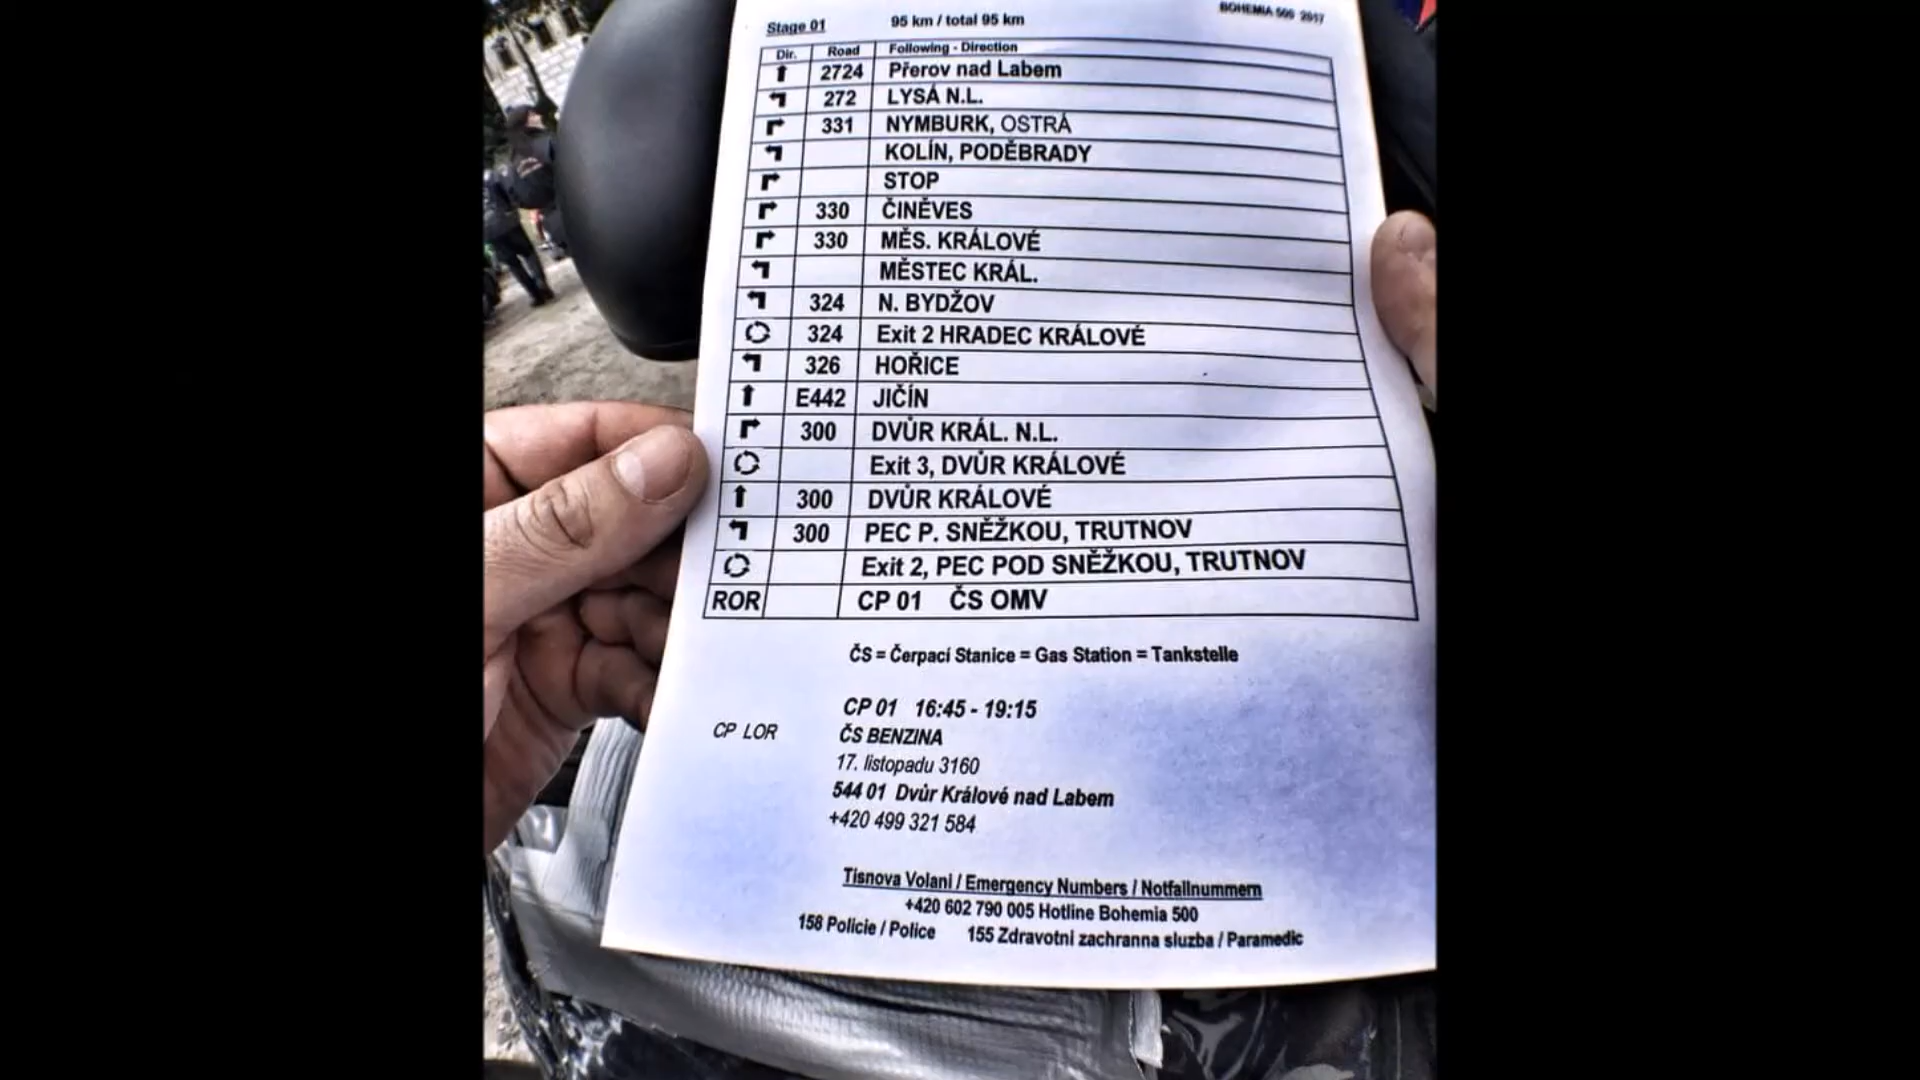 Stage 01 95 km / total 95 km BOHEMIA 500 2017
Dir. Road Following - Direction
2724 Přerov nad Labem
272 LYSÁ N.L.
331 NYMBURK, OSTRÁ
KOLÍN, PODĚBRADY
STOP
330 ČINĚVES
330 MĚS. KRÁLOVÉ
MĚSTEC KRÁL.
324 N. BYDŽOV
324 Exit 2 HRADEC KRÁLOVÉ
326 HOŘICE
E442 JIČÍN
300 DVŮR KRÁL. N.L.
Exit 3, DVŮR KRÁLOVÉ
300 DVŮR KRÁLOVÉ
300 PEC P. SNĚŽKOU, TRUTNOV
Exit 2, PEC POD SNĚŽKOU, TRUTNOV
ROR CP 01 ČS OMV
ČS = Čerpací Stanice = Gas Station = Tankstelle
CP 01 16:45 - 19:15
CP LOR ČS BENZINA
17. listopadu 3160
544 01 Dvůr Králové nad Labem
+420 499 321 584
Tisnova Volani / Emergency Numbers / Notfallnummern
+420 602 790 005 Hotline Bohemia 500
158 Policie / Police 155 Zdravotni zachranna sluzba / Paramedic